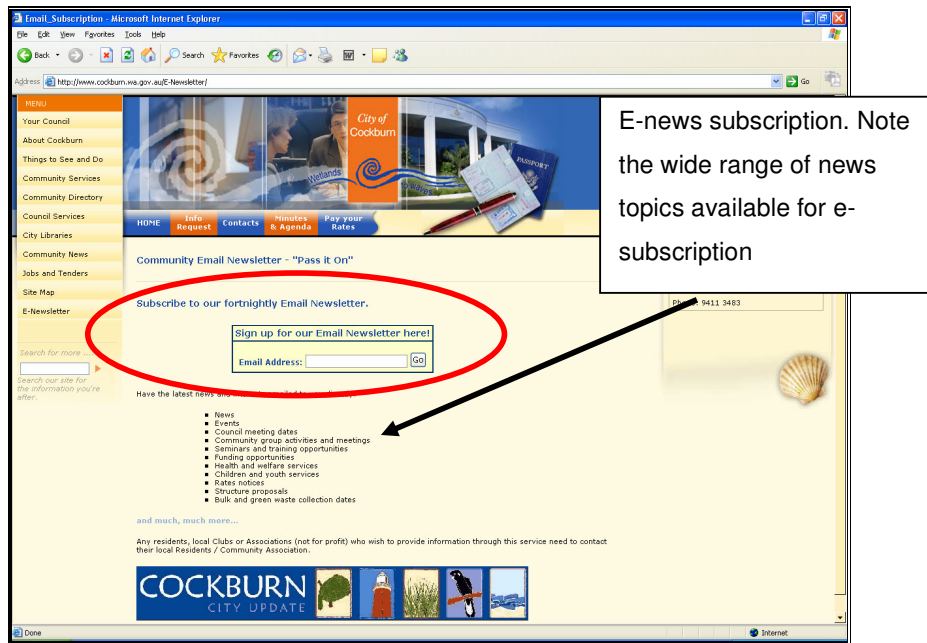 Email_Subscription - Microsoft Internet Explorer
File Edit View Favorites Tools Help
Back Search Favorites
Address http://www.cockburn.wa.gov.au/E-Newsletter/ Go
MENU
Your Council
About Cockburn
Things to See and Do
Community Services
Community Directory
Council Services
City Libraries
Community News
Jobs and Tenders
Site Map
E-Newsletter
Search for more ....
Search our site for
the information you're
after.
City of
Cockburn
Wetlands to waves
PASSPORT
HOME Info Request Contacts Minutes & Agenda Pay your Rates
E-news subscription. Note
the wide range of news
topics available for e-
subscription
Community Email Newsletter - "Pass it On"
Phone: 9411 3483
Subscribe to our fortnightly Email Newsletter.
Sign up for our Email Newsletter here!
Email Address: Go
Have the latest news and
News
Events
Council meeting dates
Community group activities and meetings
Seminars and training opportunities
Funding opportunities
Health and welfare services
Children and youth services
Rates notices
Structure proposals
Bulk and green waste collection dates
and much, much more...
Any residents, local Clubs or Associations (not for profit) who wish to provide information through this service need to contact
their local Residents / Community Association.
COCKBURN
CITY UPDATE
Done Internet